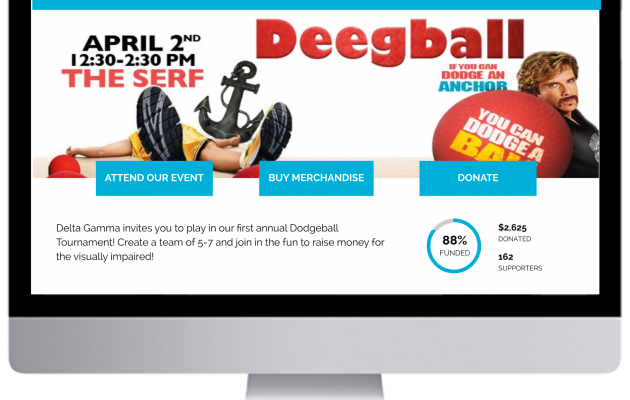 APRIL 2ND
12:30-2:30 PM
THE SERF
Deegball
IF YOU CAN
DODGE AN
ANCHOR
YOU CAN
DODGE A
BALL
ATTEND OUR EVENT
BUY MERCHANDISE
DONATE
Delta Gamma invites you to play in our first annual Dodgeball
Tournament! Create a team of 5-7 and join in the fun to raise money for
the visually impaired!
88%
FUNDED
$2,625
DONATED
162
SUPPORTERS